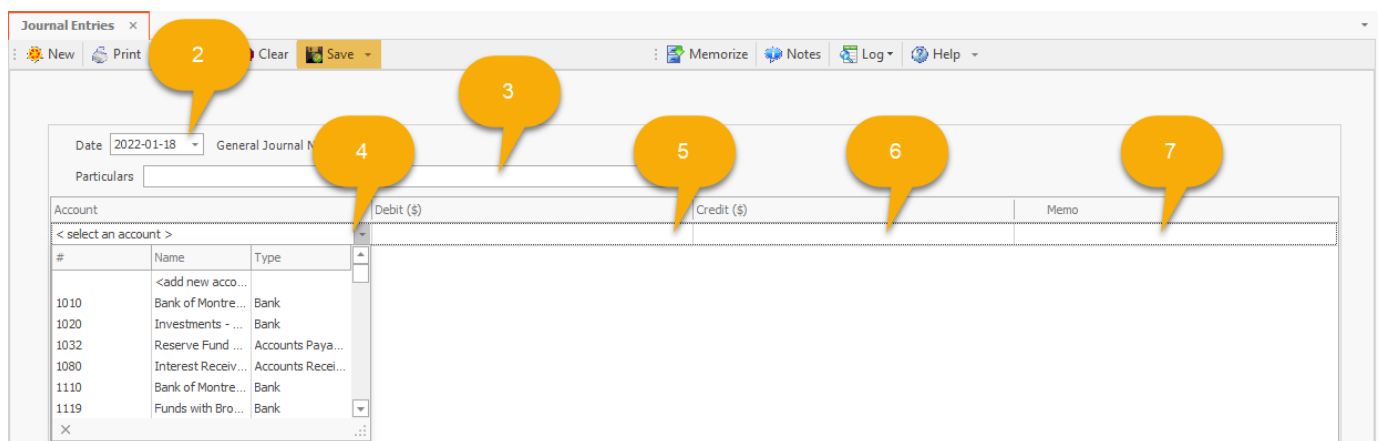 Journal Entries ×
New Print Clear Save Memorize Notes Log Help
2
3
Date 2022-01-18 General Journal N
4
5
6
7
Particulars
Account Debit ($) Credit ($) Memo
< select an account >
# Name Type
<add new acco...
1010 Bank of Montre... Bank
1020 Investments - ... Bank
1032 Reserve Fund ... Accounts Paya...
1080 Interest Receiv... Accounts Recei...
1110 Bank of Montre... Bank
1119 Funds with Bro... Bank